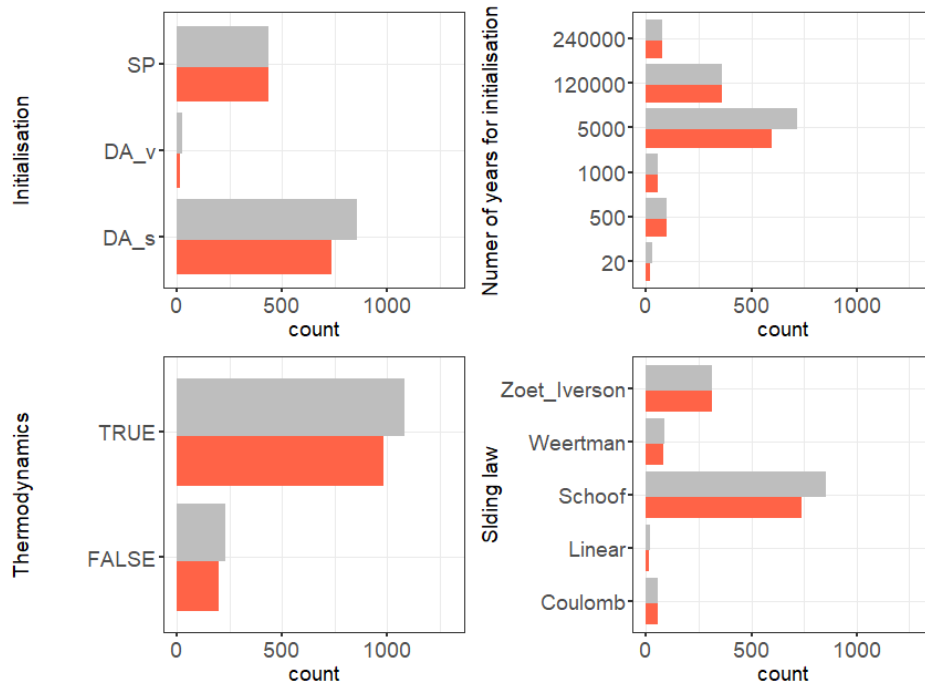 Initialisation
SP
DA_v
DA_s
0 500 1000
count
Numer of years for initialisation
240000
120000
5000
1000
500
20
0 500 1000
count
Thermodynamics
TRUE
FALSE
0 500 1000
count
Slding law
Zoet_Iverson
Weertman
Schoof
Linear
Coulomb
0 500 1000
count